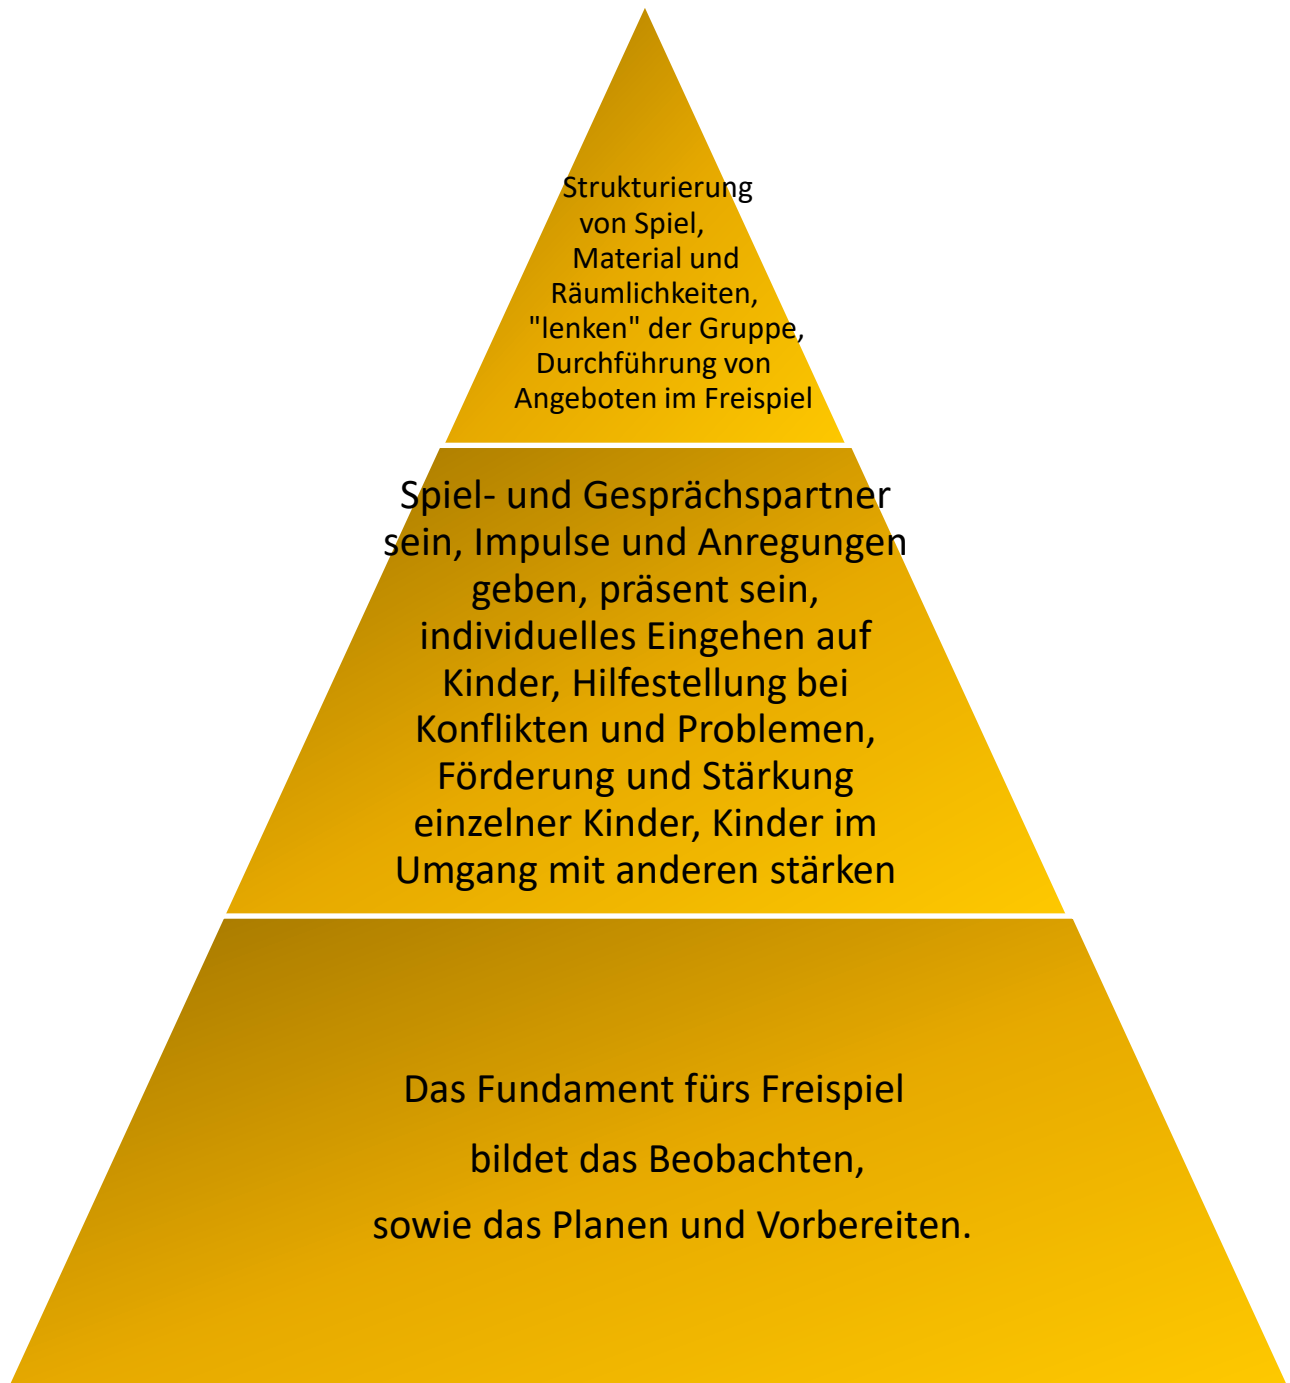 Strukturierung
von Spiel,
Material und
Räumlichkeiten,
"lenken" der Gruppe,
Durchführung von
Angeboten im Freispiel
Spiel- und Gesprächspartner
sein, Impulse und Anregungen
geben, präsent sein,
individuelles Eingehen auf
Kinder, Hilfestellung bei
Konflikten und Problemen,
Förderung und Stärkung
einzelner Kinder, Kinder im
Umgang mit anderen stärken
Das Fundament fürs Freispiel
bildet das Beobachten,
sowie das Planen und Vorbereiten.